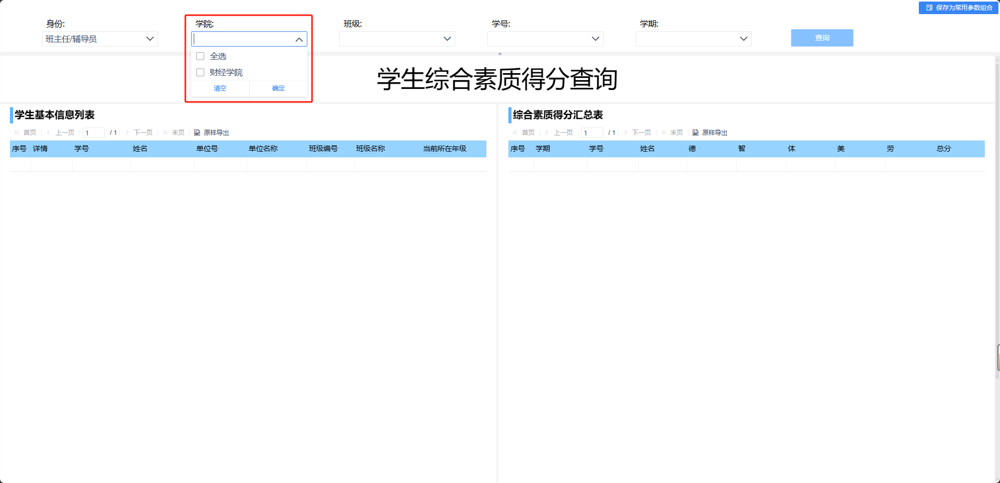 保存为常用参数组合
身份: 学院: 班级: 学号: 学期:
班主任/辅导员 查询
全选
财经学院
清空 确定
学生综合素质得分查询
学生基本信息列表
首页 上一页 1 / 1 下一页 末页 原样导出
序号 详情 学号 姓名 单位号 单位名称 班级编号 班级名称 当前所在年级
综合素质得分汇总表
首页 上一页 1 / 1 下一页 末页 原样导出
序号 学期 学号 姓名 德 智 体 美 劳 总分